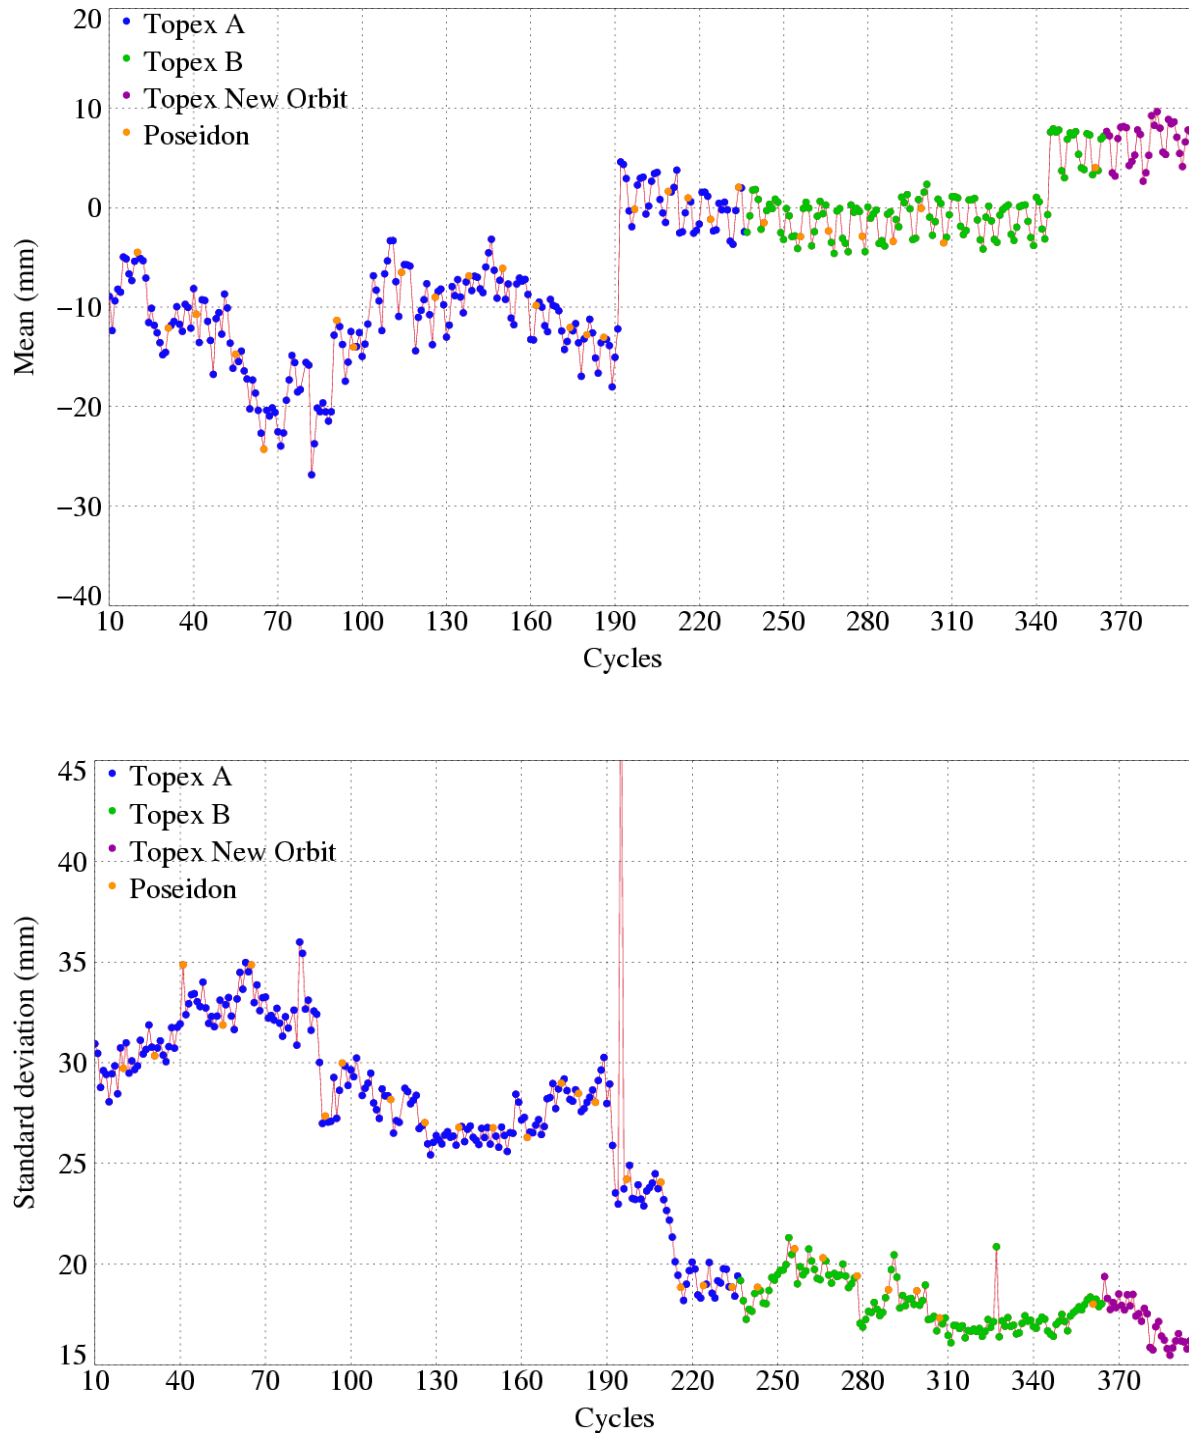 20
10
0
−10
−20
−30
−40
Mean (mm)
Topex A
Topex B
Topex New Orbit
Poseidon
10 40 70 100 130 160 190 220 250 280 310 340 370
Cycles
45
40
35
30
25
20
15
Standard deviation (mm)
Topex A
Topex B
Topex New Orbit
Poseidon
10 40 70 100 130 160 190 220 250 280 310 340 370
Cycles